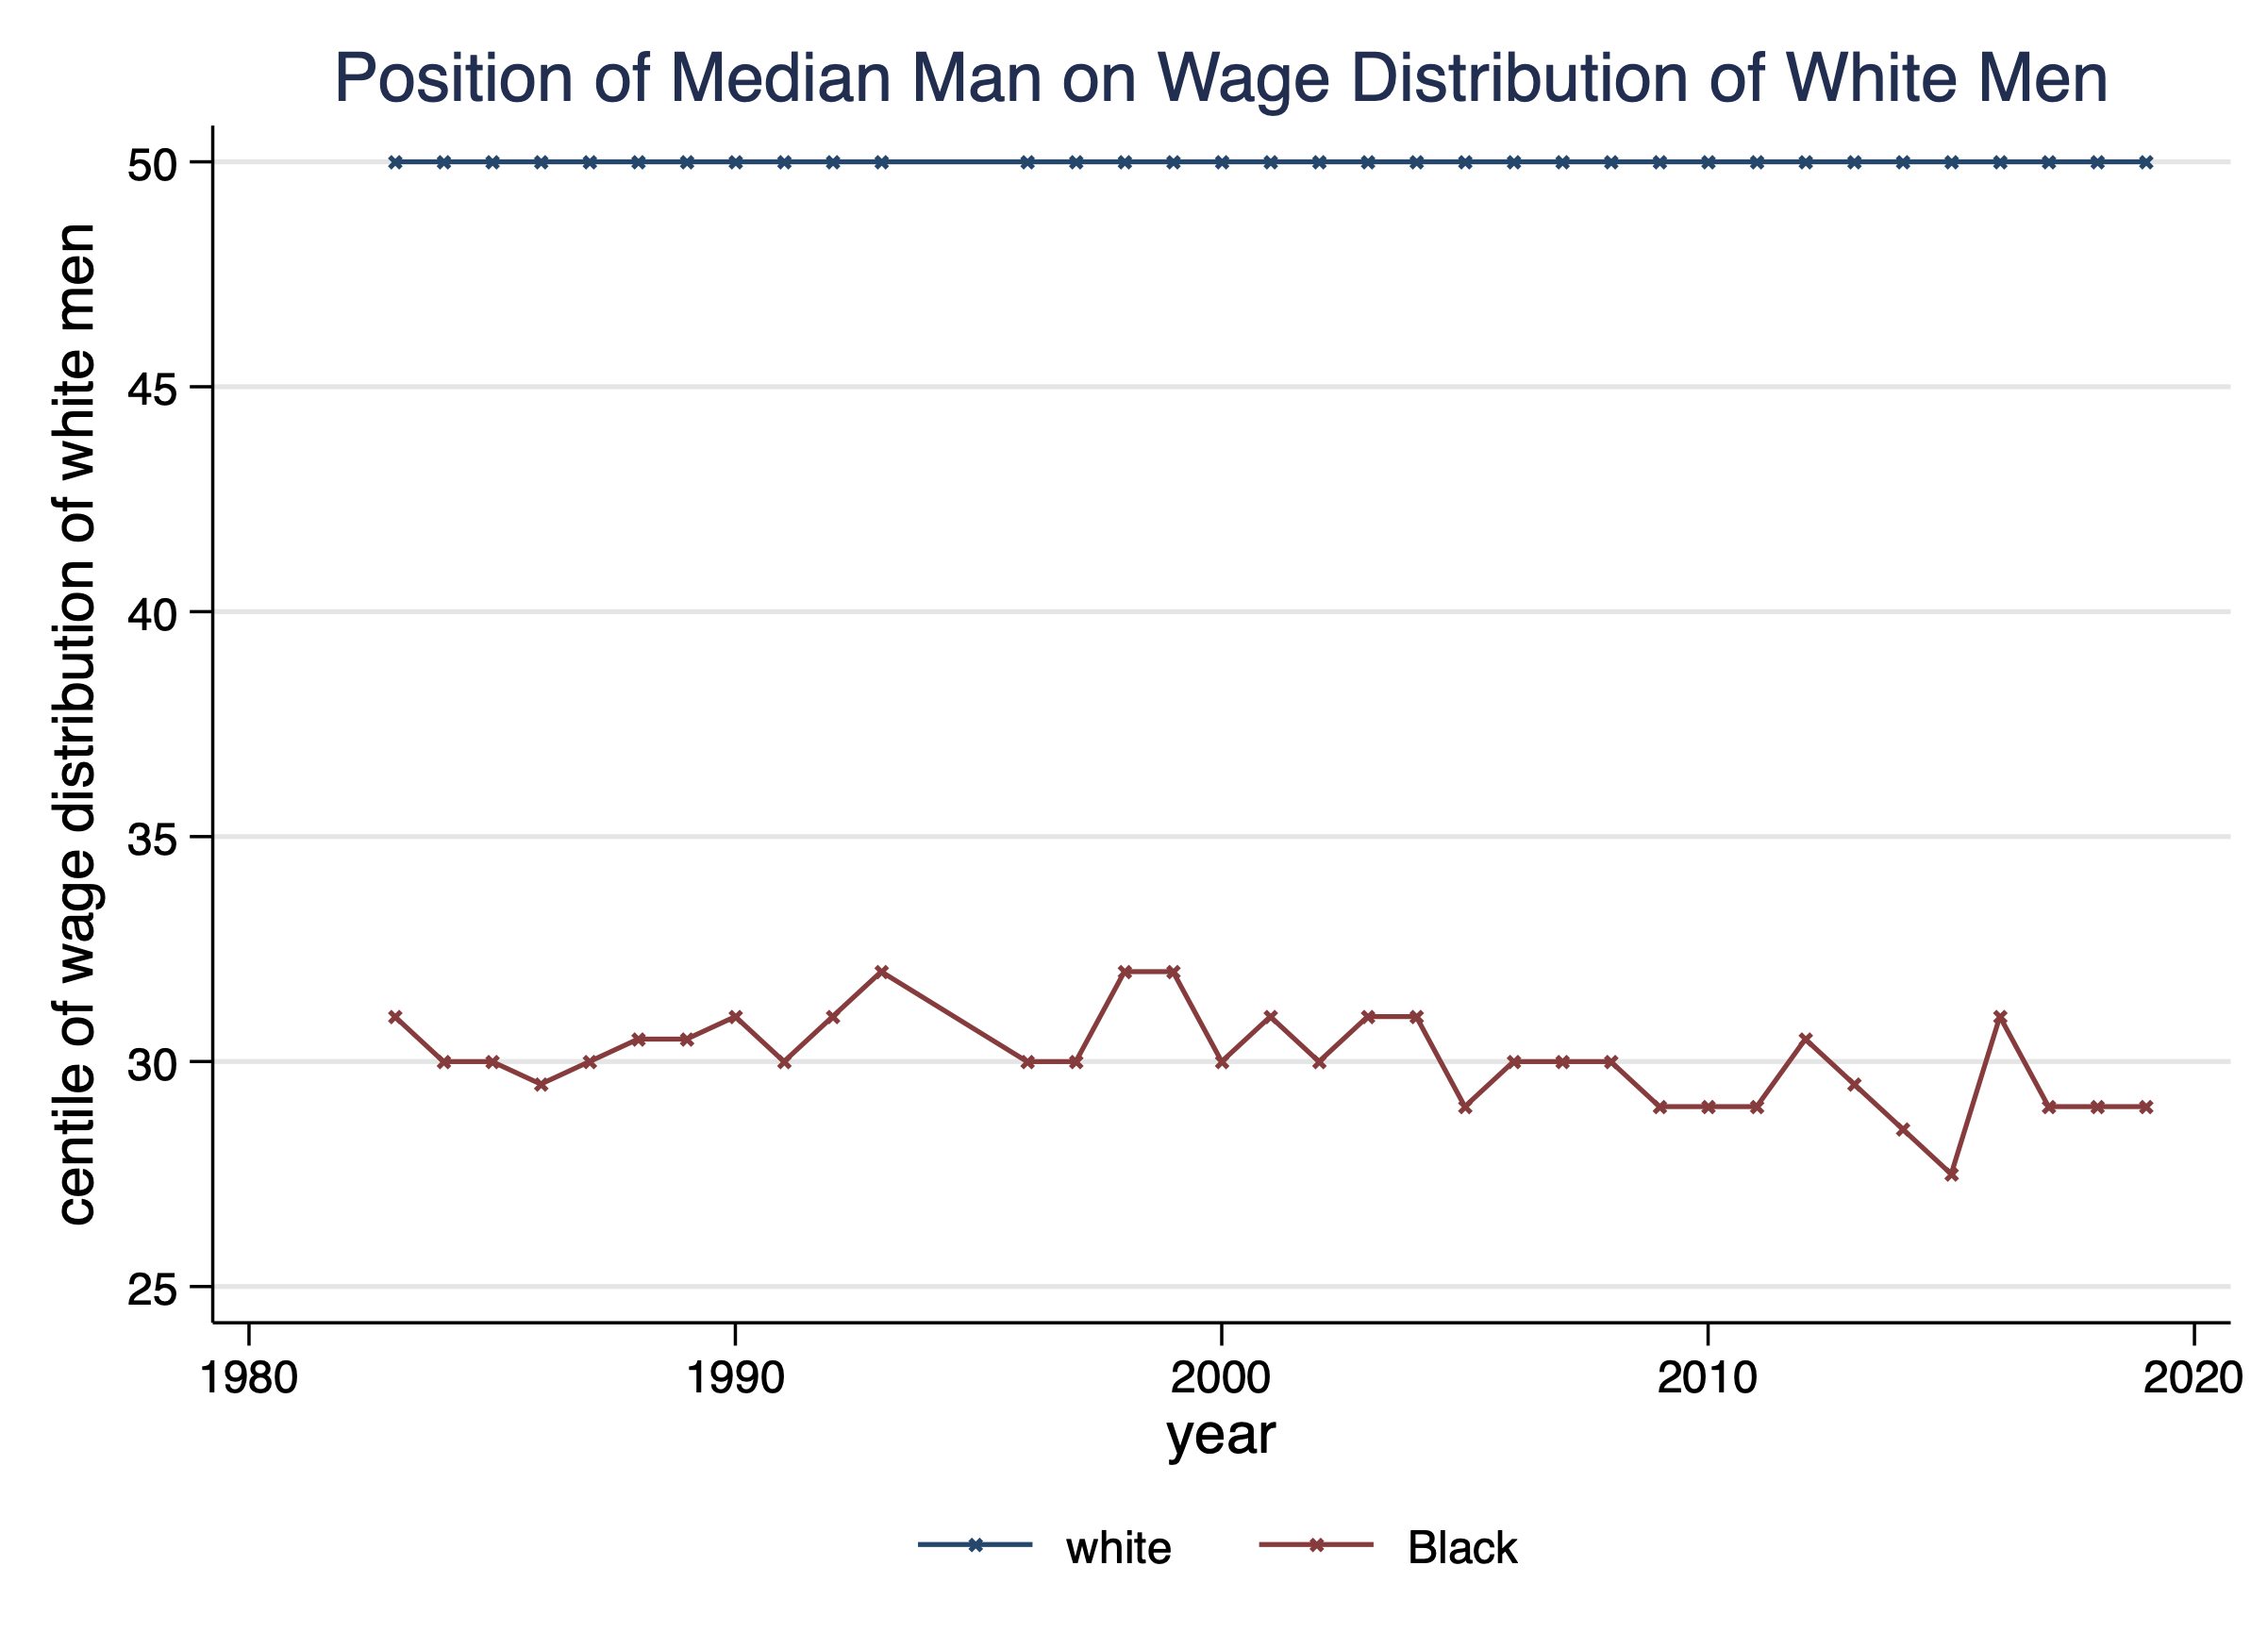 Position of Median Man on Wage Distribution of White Men
centile of wage distribution of white men
50
45
40
35
30
25
1980 1990 2000 2010 2020
year
white Black